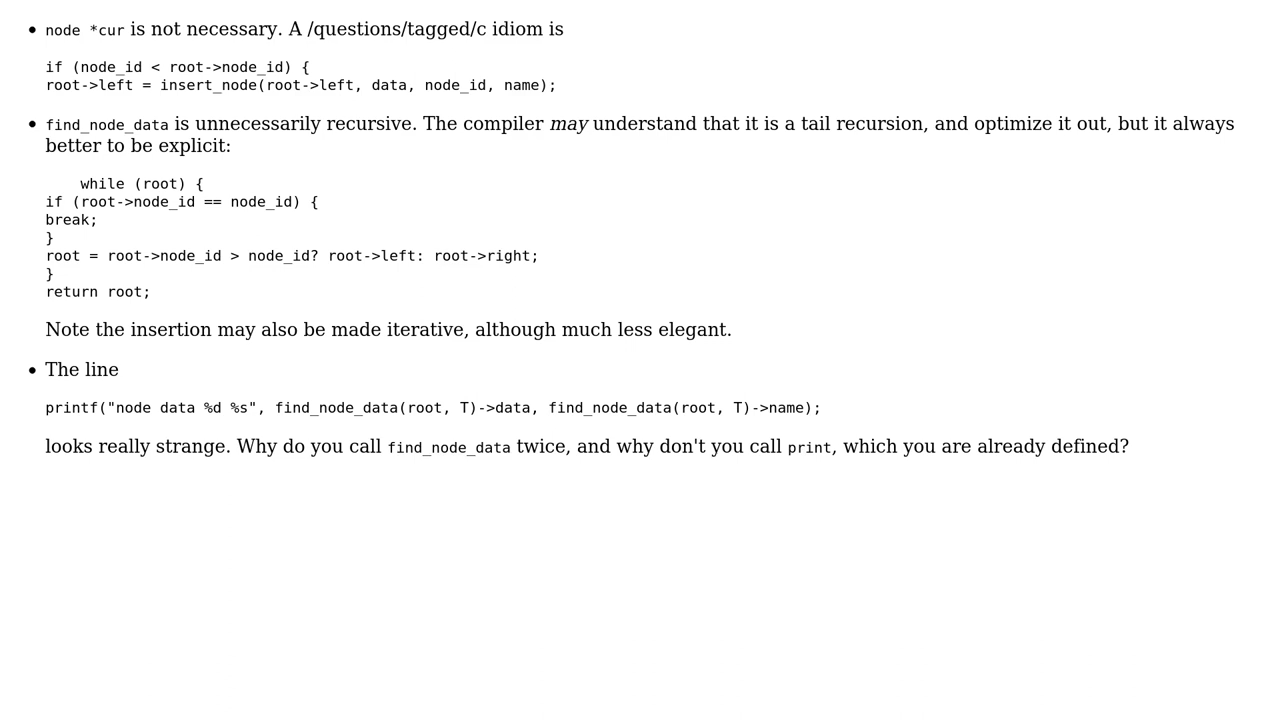 • node *cur is not necessary. A /questions/tagged/c idiom is
if (node_id < root->node_id) {
root->left = insert_node(root->left, data, node_id, name);
• find_node_data is unnecessarily recursive. The compiler may understand that it is a tail recursion, and optimize it out, but it always
better to be explicit:
    while (root) {
if (root->node_id == node_id) {
break;
}
root = root->node_id > node_id? root->left: root->right;
}
return root;
Note the insertion may also be made iterative, although much less elegant.
• The line
printf("node data %d %s", find_node_data(root, T)->data, find_node_data(root, T)->name);
looks really strange. Why do you call find_node_data twice, and why don't you call print, which you are already defined?